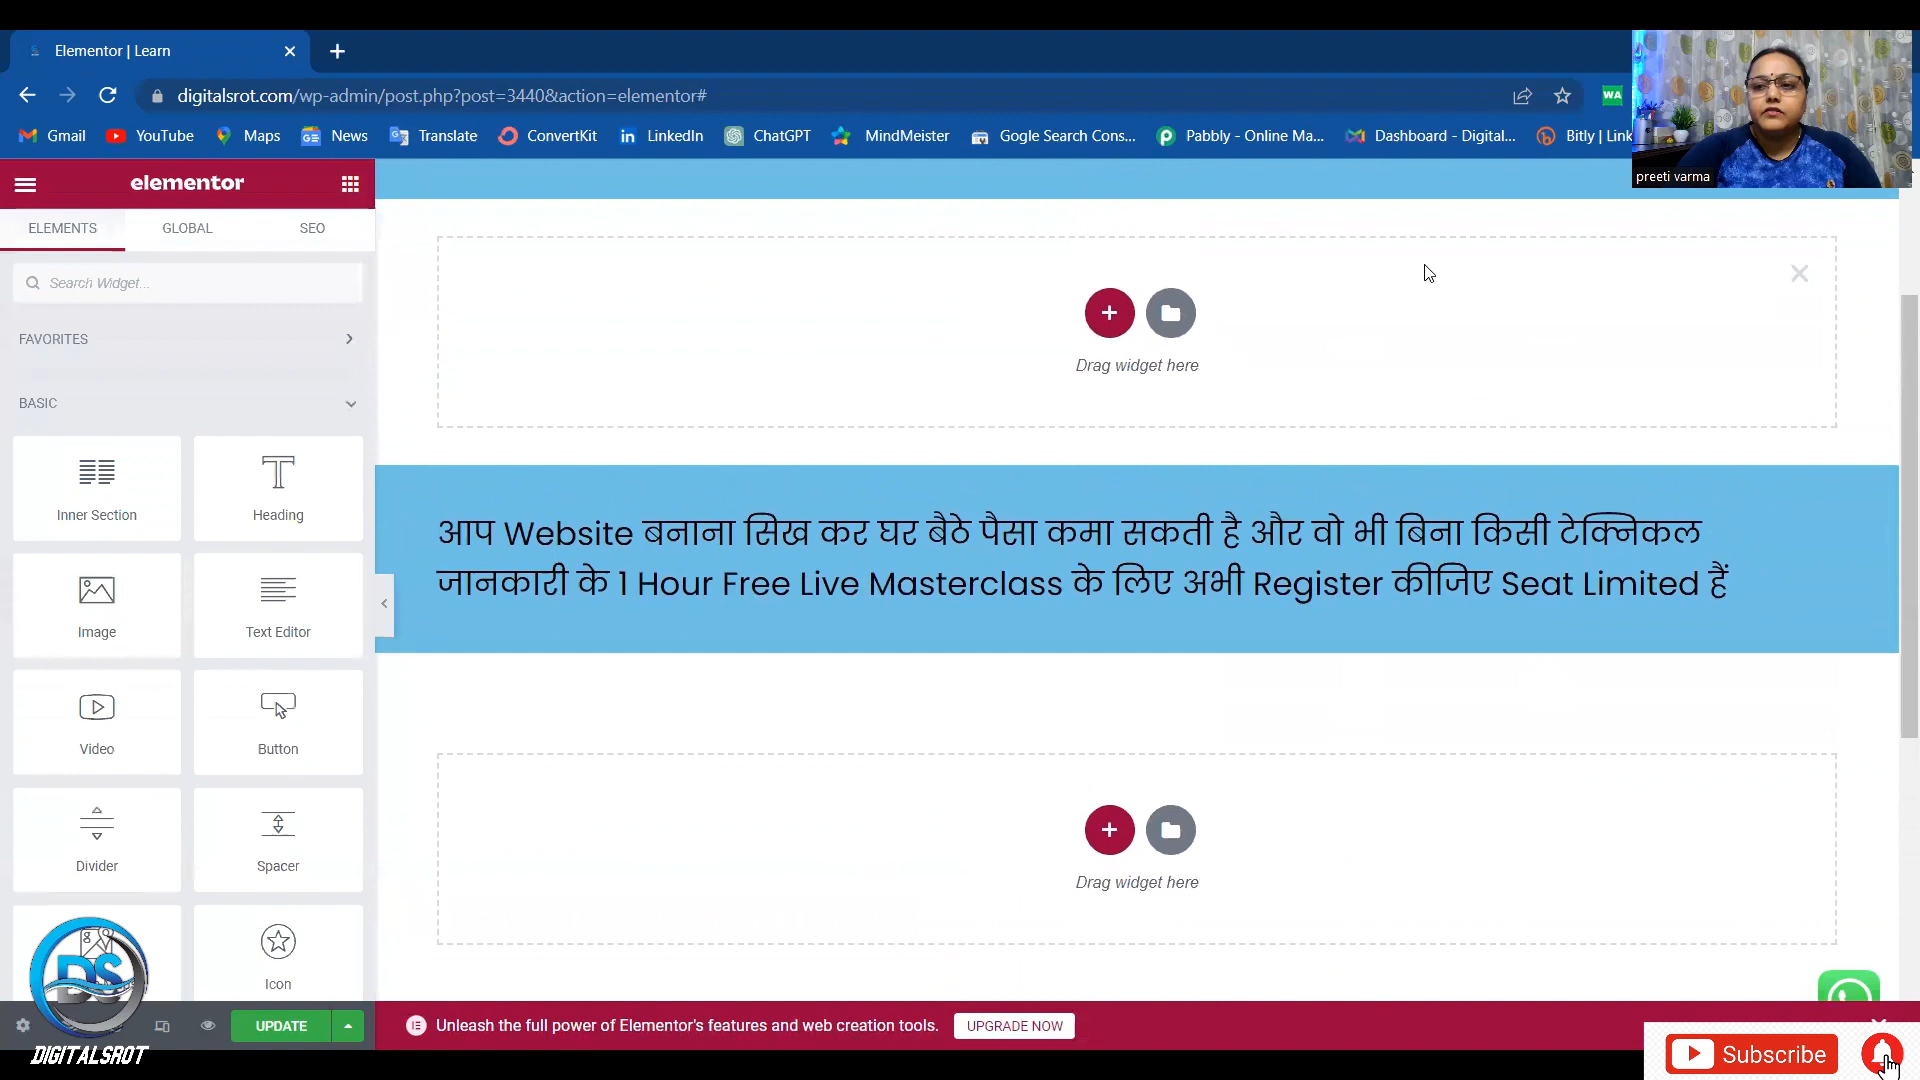 Elementor | Learn
digitalsrot.com/wp-admin/post.php?post=3440&action=elementor#
WA
Gmail YouTube Maps News Translate ConvertKit LinkedIn ChatGPT MindMeister Gogle Search Cons... Pabbly - Online Ma... Dashboard - Digital... Bitly | Link
preeti varma
elementor
ELEMENTS GLOBAL SEO
Search Widget...
FAVORITES
BASIC
Inner Section Heading
Image Text Editor
Video Button
Divider Spacer
Icon
Drag widget here
आप Website बनाना सिख कर घर बैठे पैसा कमा सकती है और वो भी बिना किसी टेक्निकल
जानकारी के 1 Hour Free Live Masterclass के लिए अभी Register कीजिए Seat Limited हैं
Drag widget here
DS
DIGITALSROT
UPDATE
Unleash the full power of Elementor's features and web creation tools. UPGRADE NOW
Subscribe